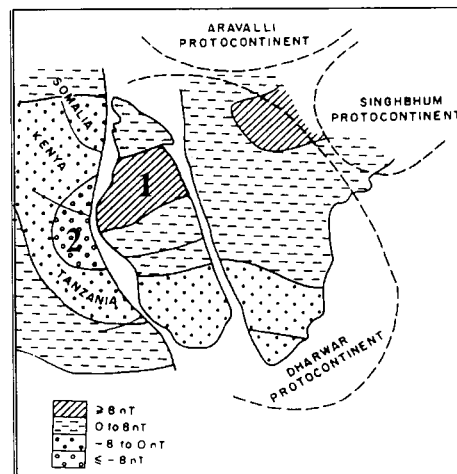 ARAVALLI
PROTOCONTINENT
SINGHBHUM
PROTOCONTINENT
SOMALIA
KENYA
1
2
TANZANIA
DHARWAR
PROTOCONTINENT
≥ 8 nT
0 to 8 nT
-8 to 0 nT
≤ -8 nT